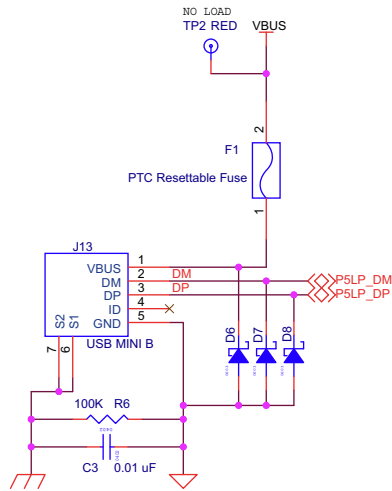 NO LOAD
TP2 RED
VBUS
2
F1
PTC Resettable Fuse
1
J13
VBUS 1
DM 2 DM
DP 3 DP
ID 4
GND 5
P5LP_DM
P5LP_DP
S2 S1
7 6
USB MINI B
D6 D7 D8
100K R6
0402
C3 0.01 uF